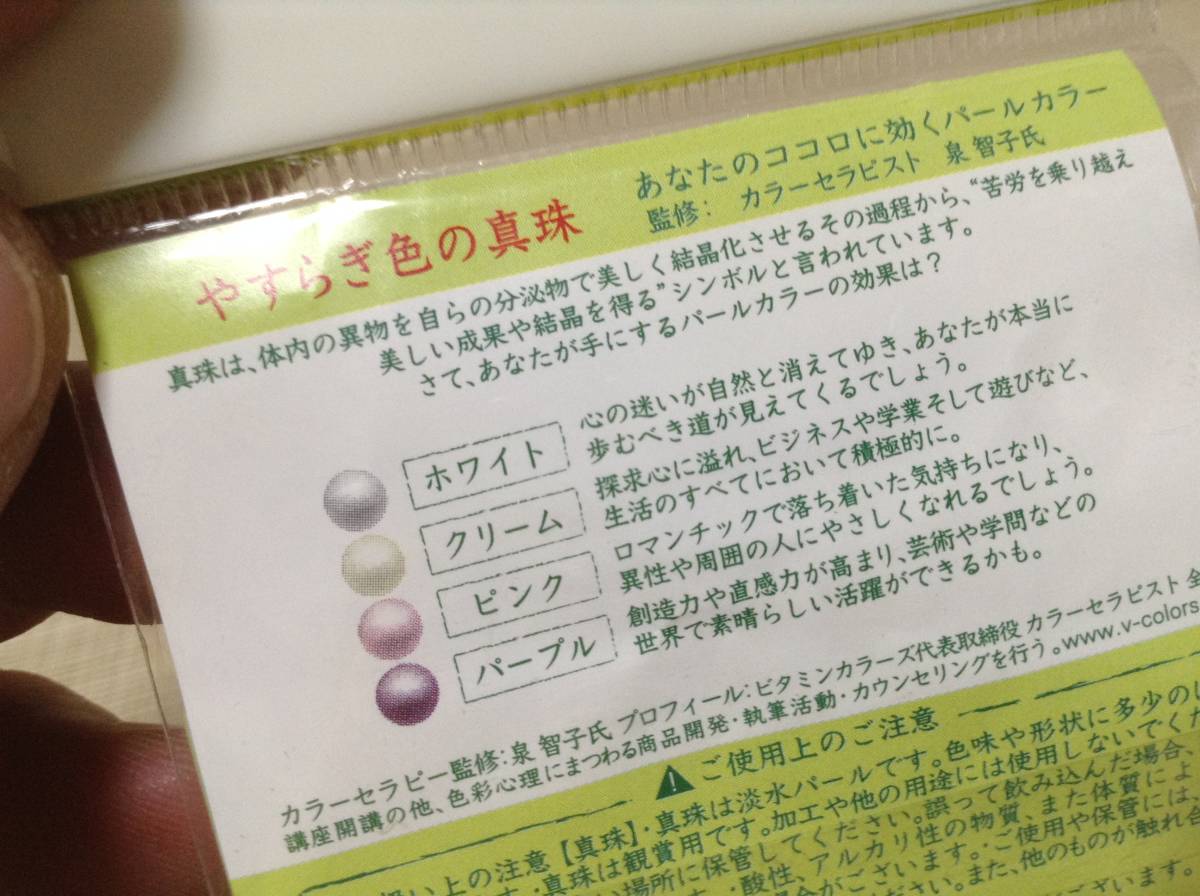 やすらぎ色の真珠
あなたのココロに効くパールカラー
監修: カラーセラピスト 泉 智子氏
真珠は、体内の異物を自らの分泌物で美しく結晶化させるその過程から、“苦労を乗り越え
美しい成果や結晶を得る”シンボルと言われています。
さて、あなたが手にするパールカラーの効果は?
ホワイト
心の迷いが自然と消えてゆき、あなたが本当に
歩むべき道が見えてくるでしょう。
クリーム
探求心に溢れ、ビジネスや学業そして遊びなど、
生活のすべてにおいて積極的に。
ピンク
ロマンチックで落ち着いた気持ちになり、
異性や周囲の人にやさしくなれるでしょう。
パープル
創造力や直感力が高まり、芸術や学問などの
世界で素晴らしい活躍ができるかも。
カラーセラピー監修:泉 智子氏 プロフィール:ビタミンカラーズ代表取締役 カラーセラピスト 全
講座開講の他、色彩心理にまつわる商品開発・執筆活動・カウンセリングを行う。www.v-colors
ご使用上のご注意
扱い上の注意【真珠】・真珠は淡水パールです。色味や形状に多少の
・真珠は観賞用です。加工や他の用途には使用しないでくだ
場所に保管してください。誤って飲み込んだ場合、
・酸性、アルカリ性の物質、また体質によ
場合がございます。・ご使用や保管には、
ください。また、他のものが触れ合
ございます。